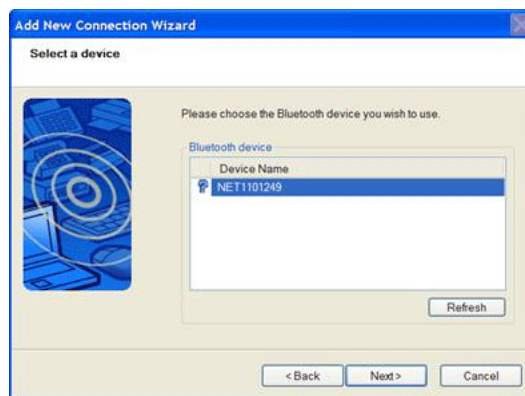 Add New Connection Wizard
Select a device
Please choose the Bluetooth device you wish to use.
Bluetooth device
Device Name
NET1101249
Refresh
< Back Next > Cancel